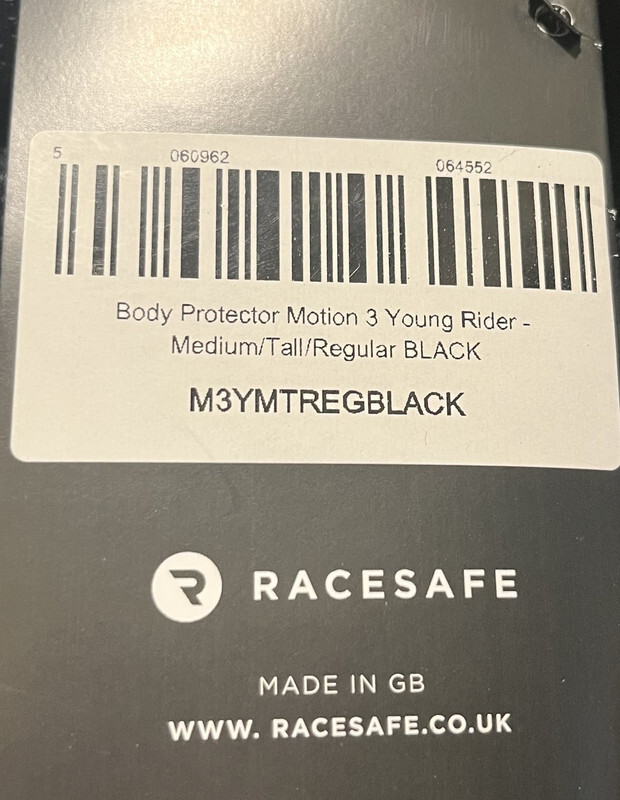 5 060962 064552
Body Protector Motion 3 Young Rider -
Medium/Tall/Regular BLACK
M3YMTREGBLACK
RACESAFE
MADE IN GB
WWW. RACESAFE.CO.UK